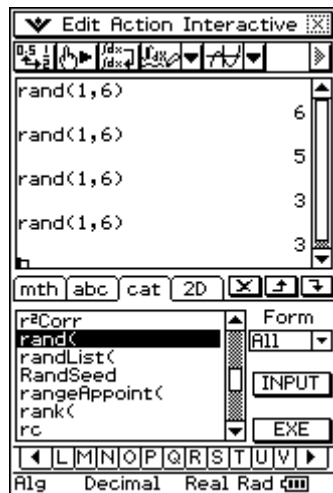 Edit Action Interactive
rand(1,6)
6
rand(1,6)
5
rand(1,6)
3
rand(1,6)
3
mth abc cat 2D
r²Corr
rand(
randList(
RandSeed
rangeAppoint(
rank(
rc
Form
All
INPUT
EXE
L M N O P Q R S T U V
Alg Decimal Real Rad